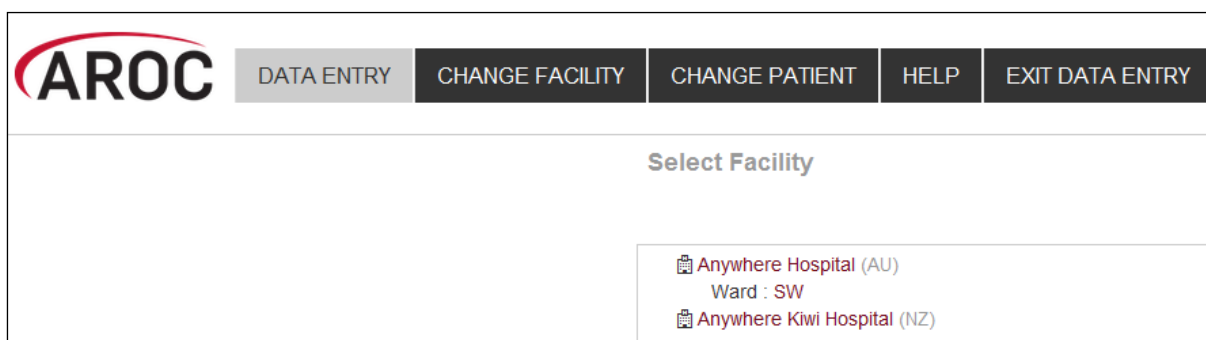 AROC DATA ENTRY CHANGE FACILITY CHANGE PATIENT HELP EXIT DATA ENTRY
Select Facility
Anywhere Hospital (AU)
Ward : SW
Anywhere Kiwi Hospital (NZ)